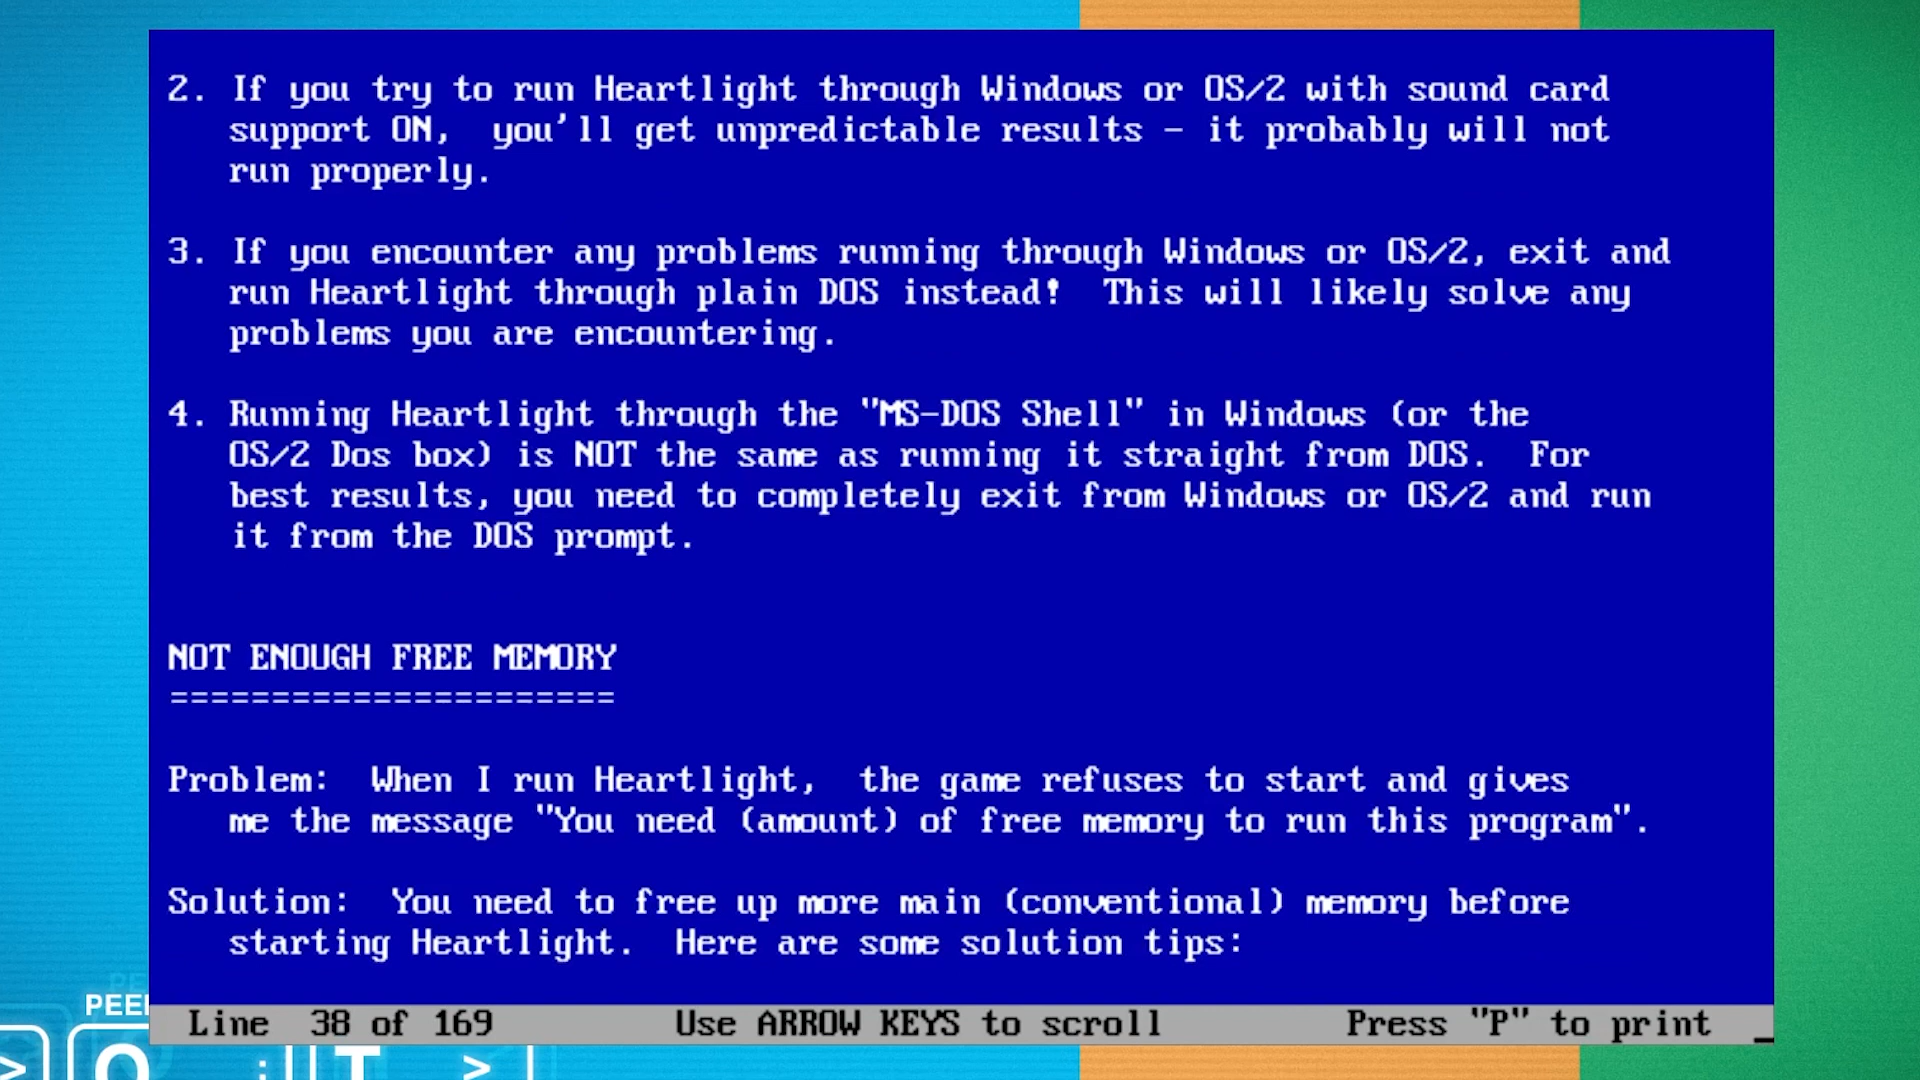 2. If you try to run Heartlight through Windows or OS/2 with sound card
support ON,  you'll get unpredictable results - it probably will not
run properly.
3. If you encounter any problems running through Windows or OS/2, exit and
run Heartlight through plain DOS instead!  This will likely solve any
problems you are encountering.
4. Running Heartlight through the "MS-DOS Shell" in Windows (or the
OS/2 Dos box) is NOT the same as running it straight from DOS.  For
best results, you need to completely exit from Windows or OS/2 and run
it from the DOS prompt.
NOT ENOUGH FREE MEMORY
======================
Problem:  When I run Heartlight,  the game refuses to start and gives
me the message "You need (amount) of free memory to run this program".
Solution:  You need to free up more main (conventional) memory before
starting Heartlight.  Here are some solution tips:
Line  38 of 169  Use ARROW KEYS to scroll  Press "P" to print